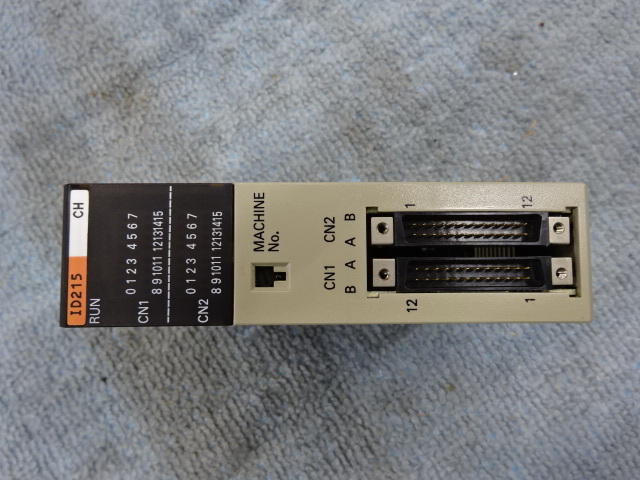 ID215 CH
RUN
0 1 2 3 4 5 6 7
CN1 8 9 10 11 12 13 14 15
0 1 2 3 4 5 6 7
CN2 8 9 10 11 12 13 14 15
MACHINE
No.
CN1 CN2
B A A B
12 1
1 12